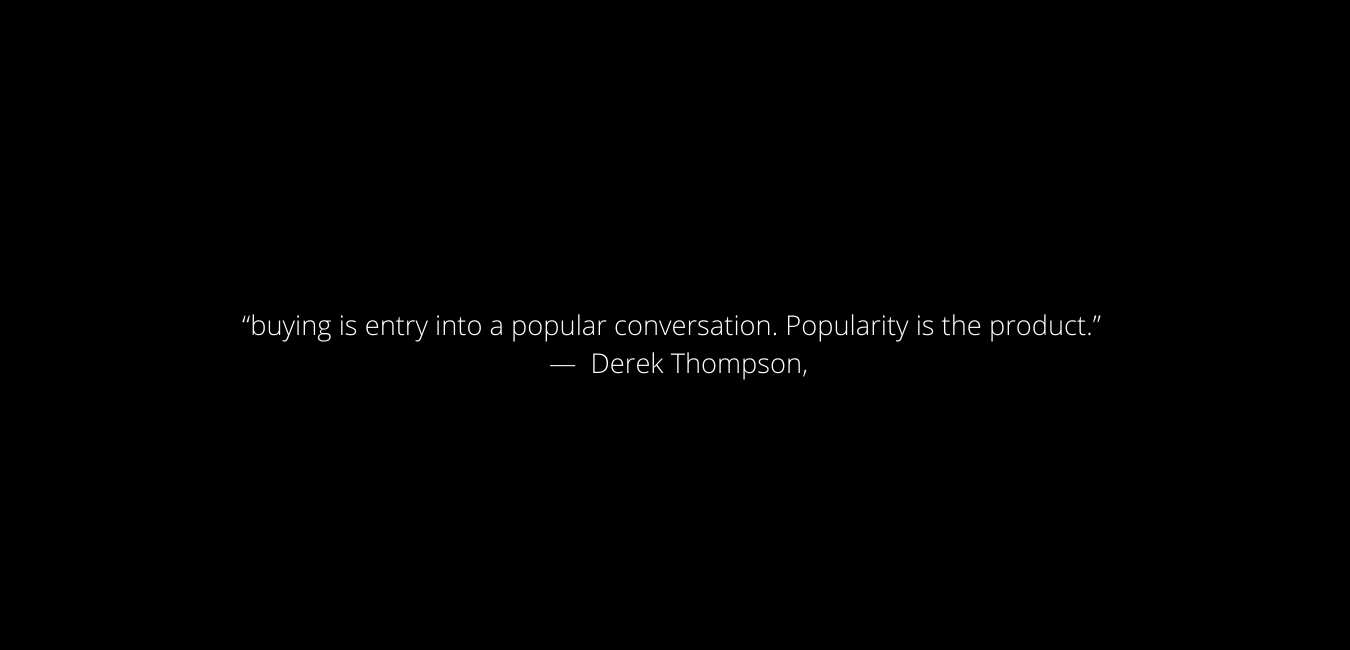 “buying is entry into a popular conversation. Popularity is the product.”
— Derek Thompson,